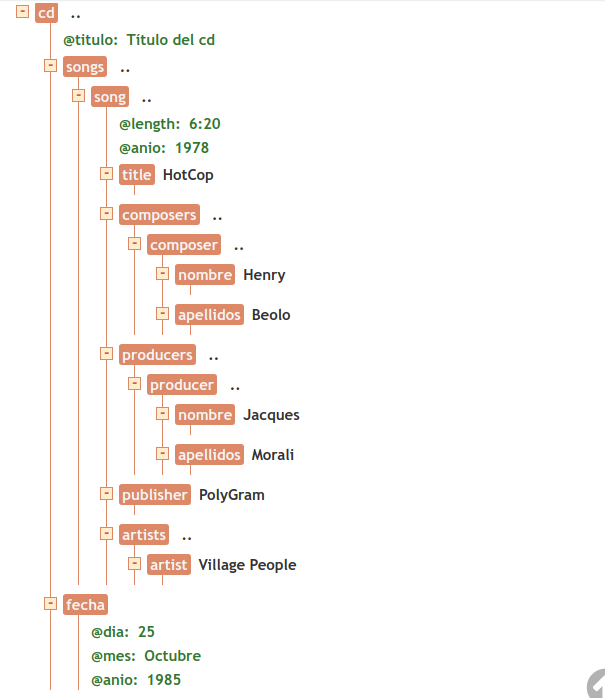 cd ..
@titulo: Título del cd
songs ..
song ..
@length: 6:20
@anio: 1978
title HotCop
composers ..
composer ..
nombre Henry
apellidos Beolo
producers ..
producer ..
nombre Jacques
apellidos Morali
publisher PolyGram
artists ..
artist Village People
fecha
@dia: 25
@mes: Octubre
@anio: 1985